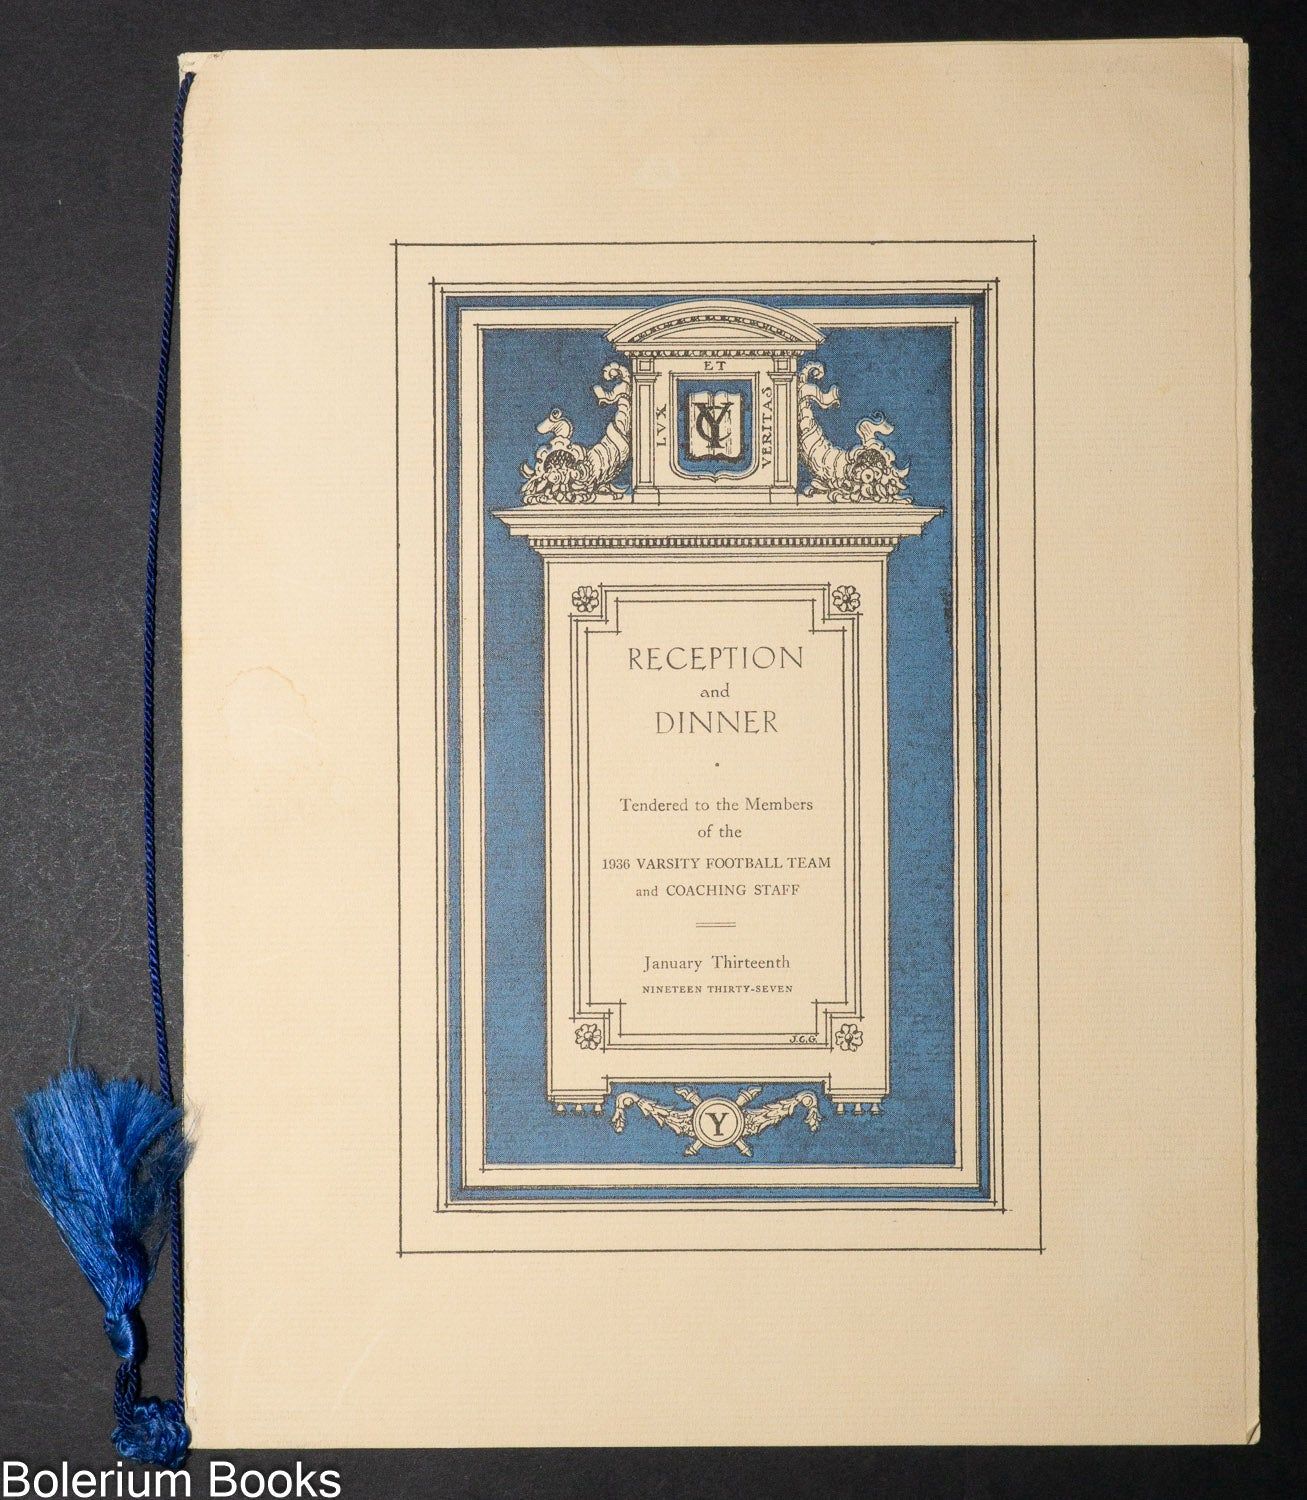 ET
LVX
VERITAS
YC
RECEPTION
and
DINNER
Tendered to the Members
of the
1936 VARSITY FOOTBALL TEAM
and COACHING STAFF
January Thirteenth
NINETEEN THIRTY-SEVEN
J.C.G.
Y
Bolerium Books